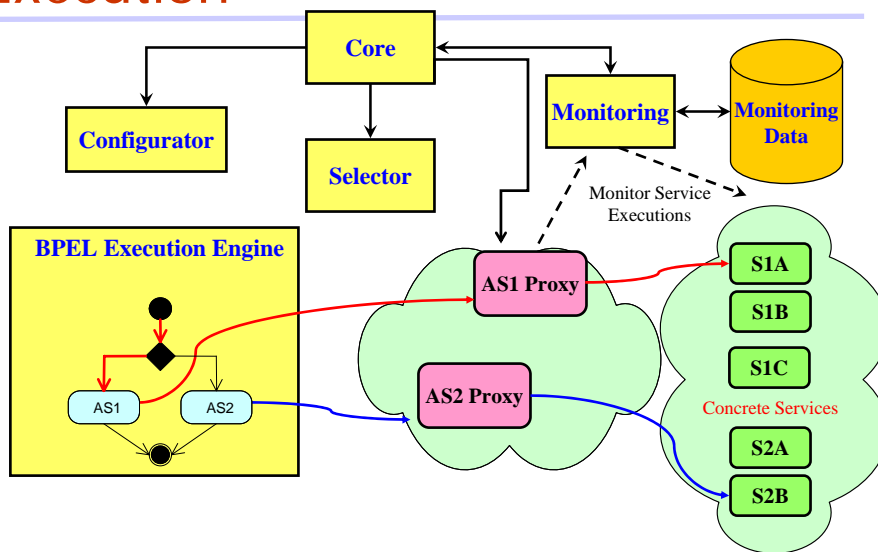 Execution
Core
Configurator
Selector
Monitoring
Monitoring
Data
Monitor Service
Executions
BPEL Execution Engine
AS1
AS2
AS1 Proxy
AS2 Proxy
S1A
S1B
S1C
Concrete Services
S2A
S2B